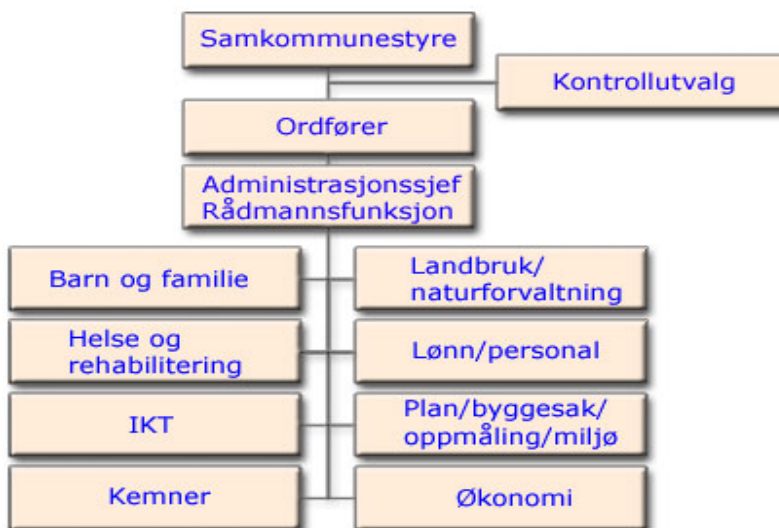 Samkommunestyre
Kontrollutvalg
Ordfører
Administrasjonssjef
Rådmannsfunksjon
Barn og familie
Landbruk/
naturforvaltning
Helse og
rehabilitering
Lønn/personal
IKT
Plan/byggesak/
oppmåling/miljø
Kemner
Økonomi